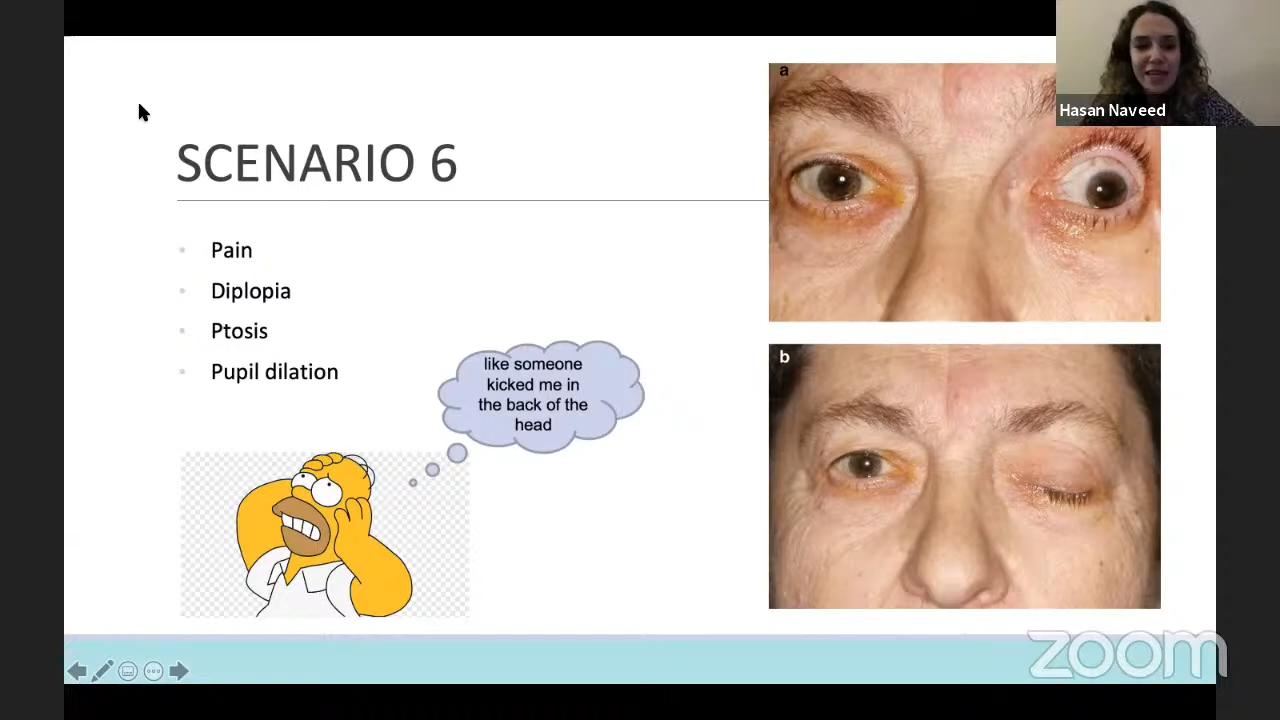 a
Hasan Naveed
SCENARIO 6
Pain
Diplopia
Ptosis
Pupil dilation
like someone
kicked me in
the back of the
head
b
zoom